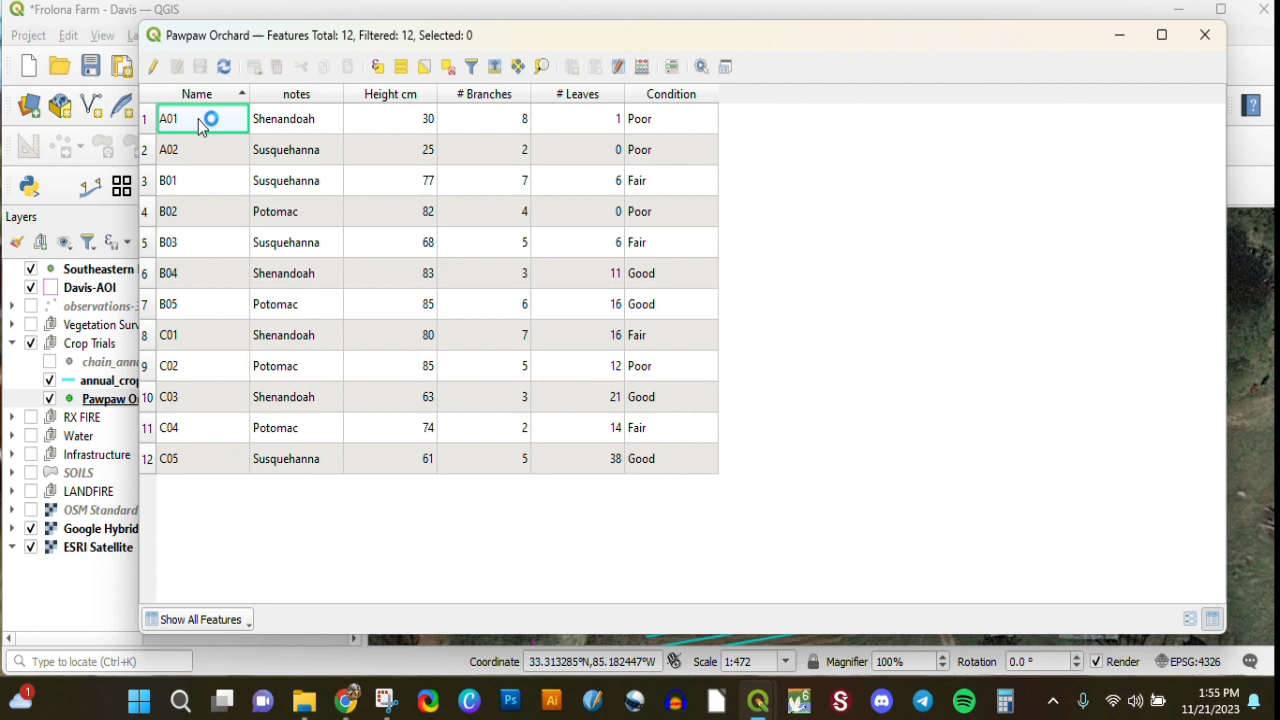 *Frolona Farm - Davis — QGIS
Project Edit View La
Pawpaw Orchard — Features Total: 12, Filtered: 12, Selected: 0
Name notes Height cm # Branches # Leaves Condition
1 A01 Shenandoah 30 8 1 Poor
2 A02 Susquehanna 25 2 0 Poor
3 B01 Susquehanna 77 7 6 Fair
4 B02 Potomac 82 4 0 Poor
5 B03 Susquehanna 68 5 6 Fair
6 B04 Shenandoah 83 3 11 Good
7 B05 Potomac 85 6 16 Good
8 C01 Shenandoah 80 7 16 Fair
9 C02 Potomac 85 5 12 Poor
10 C03 Shenandoah 63 3 21 Good
11 C04 Potomac 74 2 14 Fair
12 C05 Susquehanna 61 5 38 Good
Show All Features
Layers
Southeastern
Davis-AOI
observations-3
Vegetation Surv
Crop Trials
chain_ann
annual_crop
Pawpaw Or
RX FIRE
Water
Infrastructure
SOILS
LANDFIRE
OSM Standard
Google Hybrid
ESRI Satellite
Type to locate (Ctrl+K) Coordinate 33.313285°N,85.182447°W Scale 1:472 Magnifier 100% Rotation 0.0 ° Render EPSG:4326
1 Ps Ai S 1:55 PM
11/21/2023